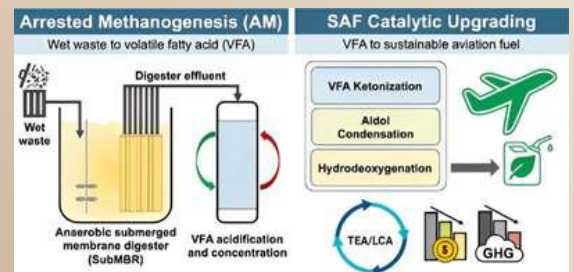 Arrested Methanogenesis (AM)
Wet waste to volatile fatty acid (VFA)
Digester effluent
Wet
waste
Anaerobic submerged
membrane digester
(SubMBR)
VFA acidification
and concentration
SAF Catalytic Upgrading
VFA to sustainable aviation fuel
VFA Ketonization
Aldol
Condensation
Hydrodeoxygenation
TEA/LCA
$
GHG